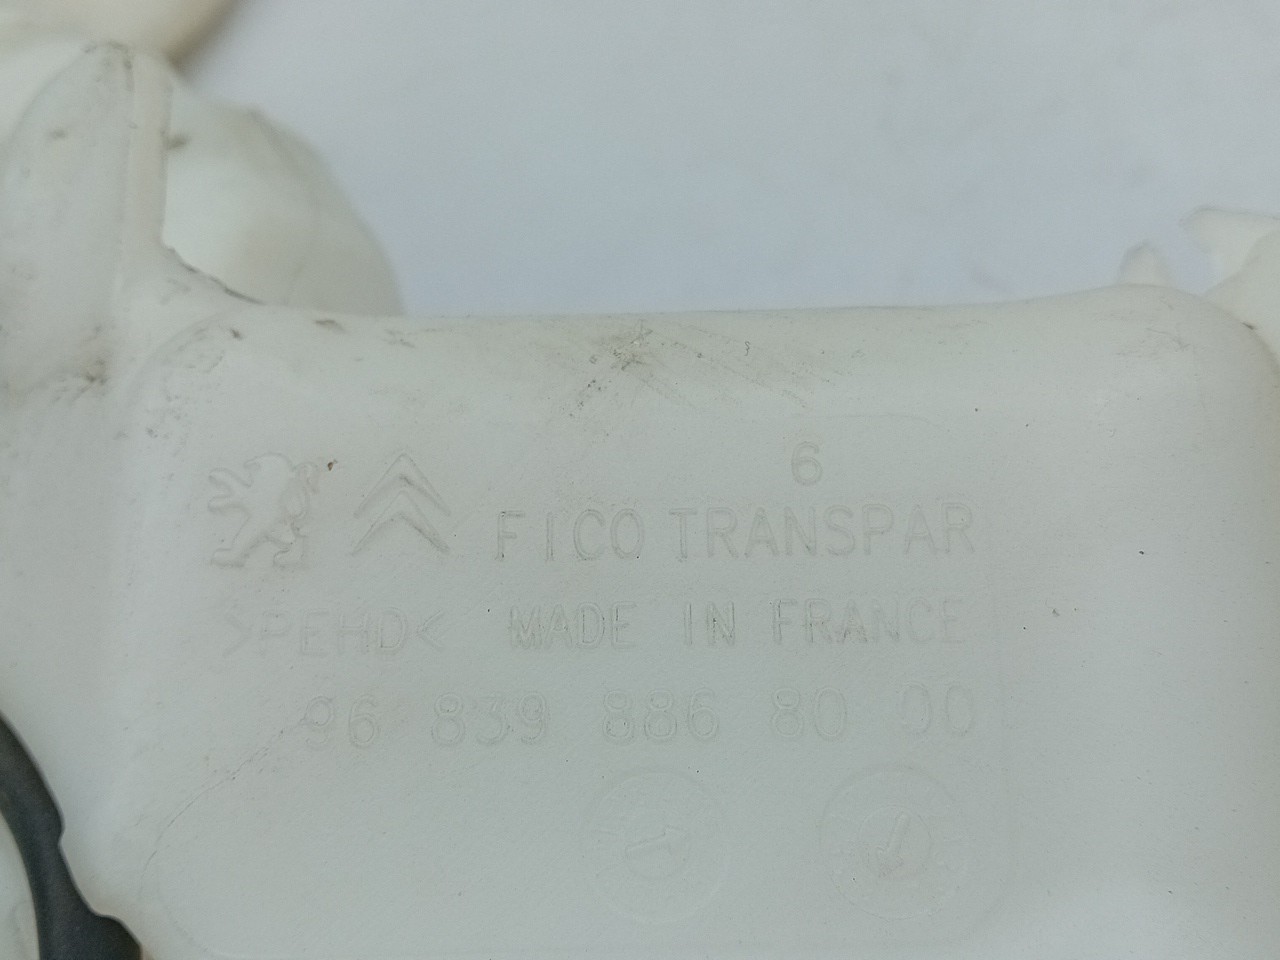 6
FICO TRANSPAR
>PEHD< MADE IN FRANCE
96 839 886 80 00